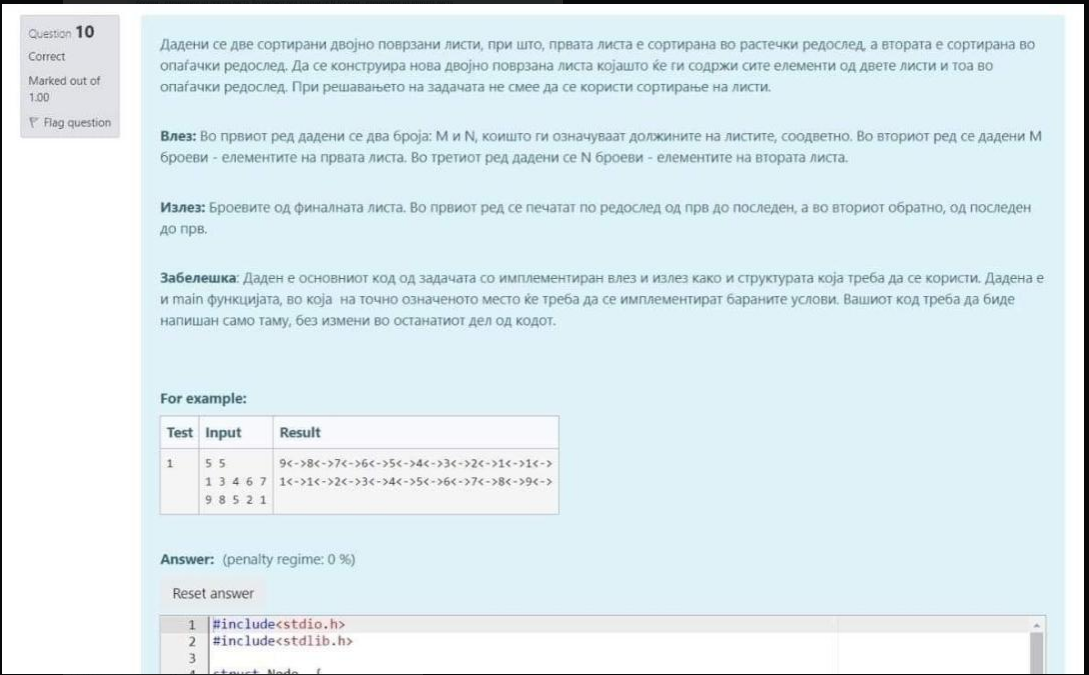 Question 10
Correct
Marked out of
1.00
Flag question
Дадени се две сортирани двојно поврзани листи, при што, првата листа е сортирана во растечки редослед, а втората е сортирана во
опаѓачки редослед. Да се конструира нова двојно поврзана листа којашто ќе ги содржи сите елементи од двете листи и тоа во
опаѓачки редослед. При решавањето на задачата не смее да се користи сортирање на листи.
Влез: Во првиот ред дадени се два броја: М и N, коишто ги означуваат должините на листите, соодветно. Во вториот ред се дадени М
броеви - елементите на првата листа. Во третиот ред дадени се N броеви - елементите на втората листа.
Излез: Броевите од финалната листа. Во првиот ред се печатат по редослед од прв до последен, а во вториот обратно, од последен
до прв.
Забелешка: Даден е основниот код од задачата со имплементиран влез и излез како и структурата која треба да се користи. Дадена е
и main функцијата, во која на точно означеното место ќе треба да се имплементират бараните услови. Вашиот код треба да биде
напишан само таму, без измени во останатиот дел од кодот.
For example:
Test Input Result
1 5 5 9<->8<->7<->6<->5<->4<->3<->2<->1<->1<->
1 3 4 6 7 1<->1<->2<->3<->4<->5<->6<->7<->8<->9<->
9 8 5 2 1
Answer: (penalty regime: 0 %)
Reset answer
1 #include<stdio.h>
2 #include<stdlib.h>
3
4 struct Node {